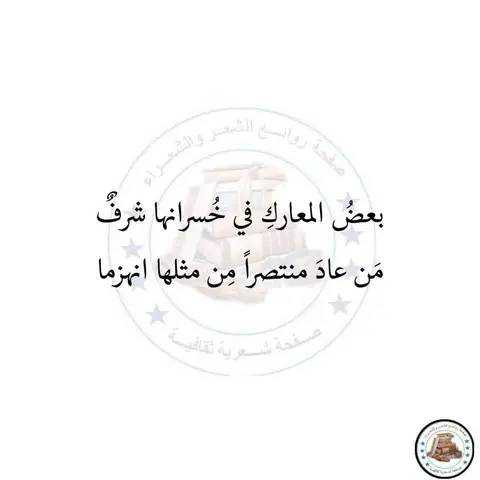 صفحة روائع الشعر والشعراء
بعضُ المعاركِ في خُسرانها شرفٌ
مَن عادَ منتصراً مِن مثلها انهزما
صفحة شعرية ثقافية